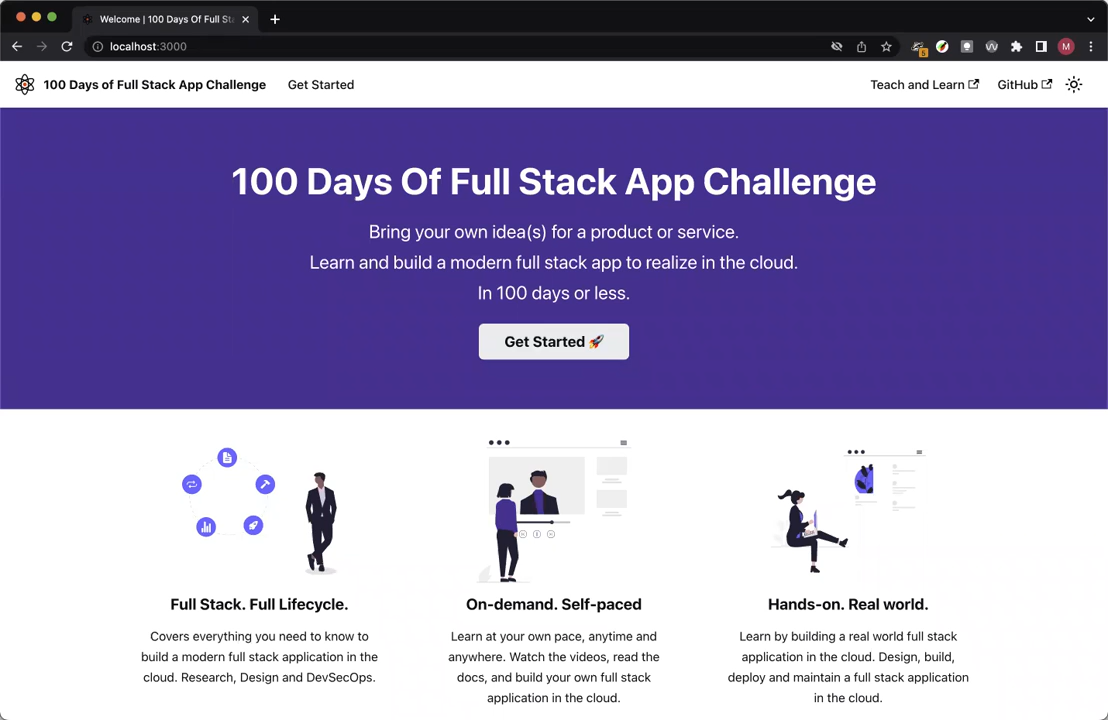 Welcome | 100 Days Of Full Sta
localhost:3000
5
M
100 Days of Full Stack App Challenge
Get Started
Teach and Learn
GitHub
100 Days Of Full Stack App Challenge
Bring your own idea(s) for a product or service.
Learn and build a modern full stack app to realize in the cloud.
In 100 days or less.
Get Started 🚀
Full Stack. Full Lifecycle.
Covers everything you need to know to
build a modern full stack application in the
cloud. Research, Design and DevSecOps.
On-demand. Self-paced
Learn at your own pace, anytime and
anywhere. Watch the videos, read the
docs, and build your own full stack
application in the cloud.
Hands-on. Real world.
Learn by building a real world full stack
application in the cloud. Design, build,
deploy and maintain a full stack application
in the cloud.